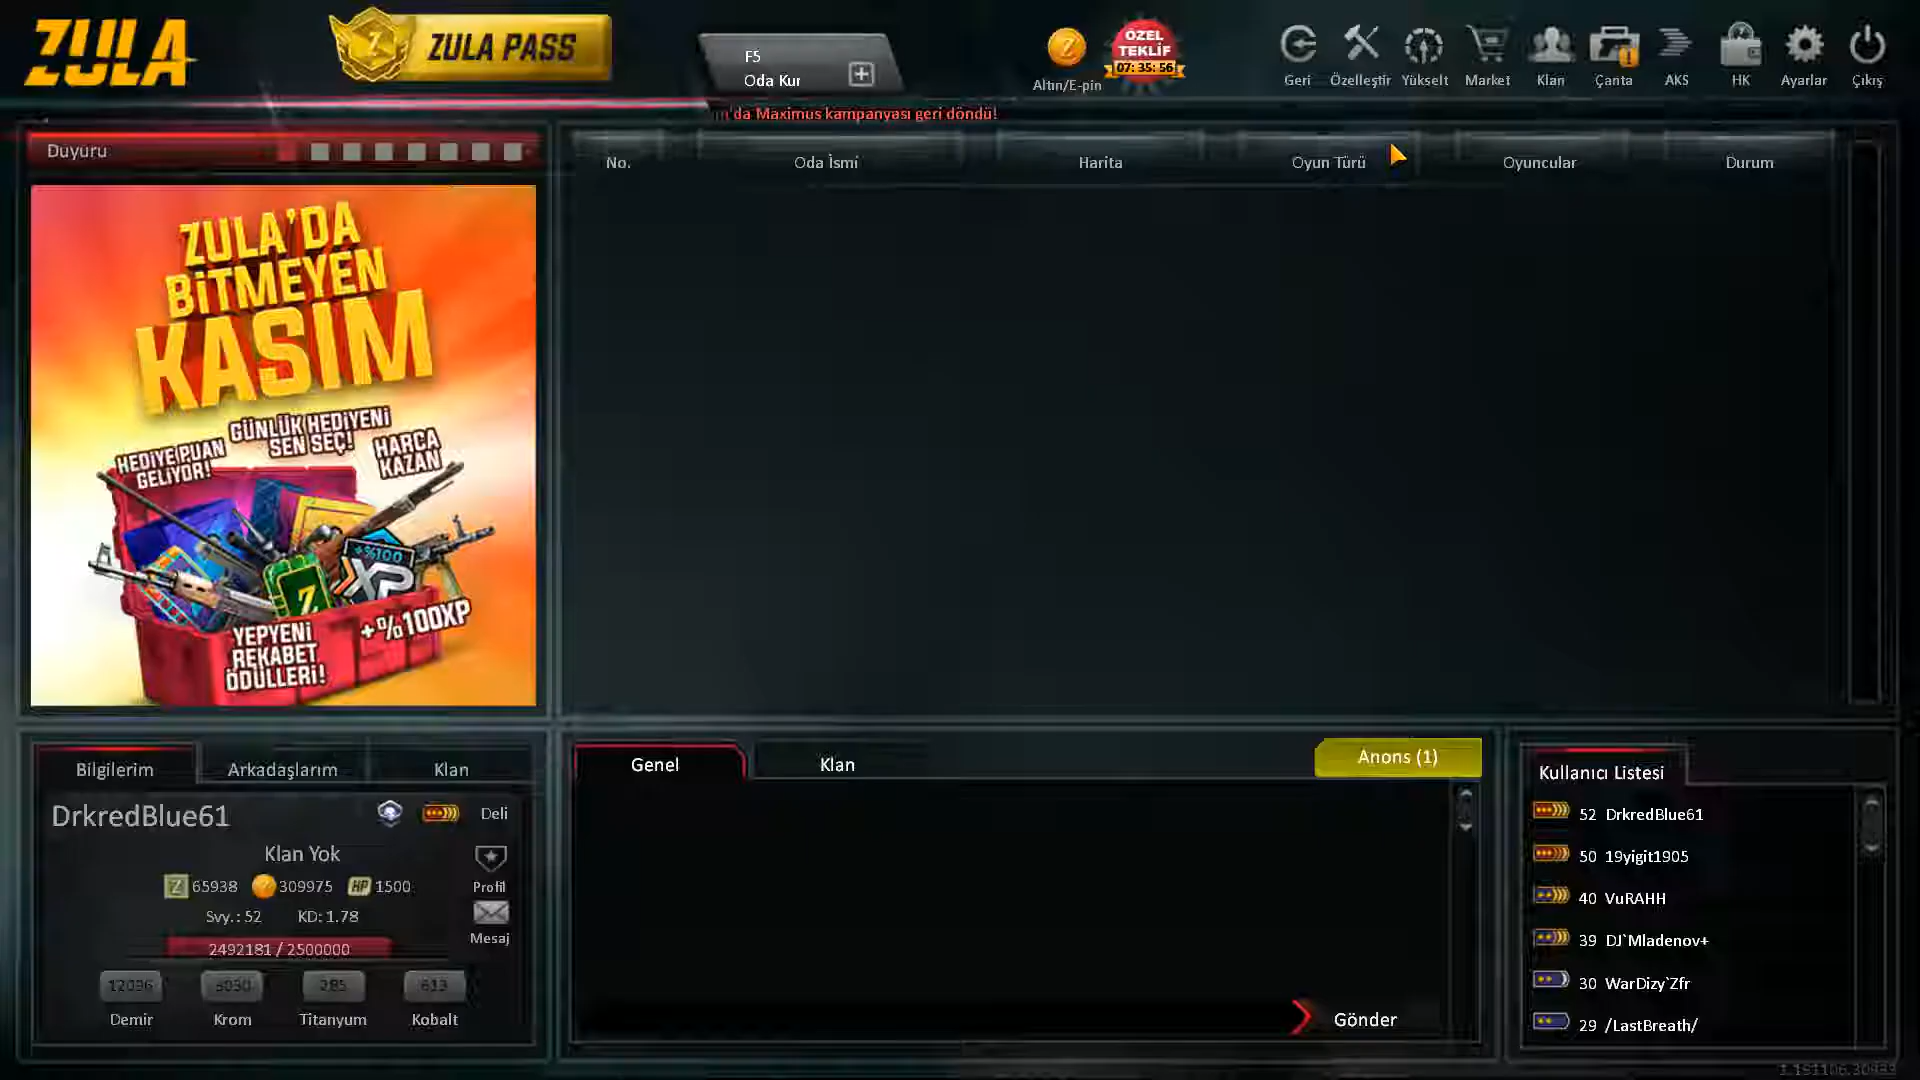 ZULA
ZULA PASS
F5
Oda Kur
Altın/E-pin
ÖZEL
TEKLİF
07: 35: 56
Geri
Özelleştir
Yükselt
Market
Klan
Çanta
AKS
HK
Ayarlar
Çıkış
'da Maximus kampanyası geri döndü!
Duyuru
No.
Oda İsmi
Harita
Oyun Türü
Oyuncular
Durum
ZULA'DA
BİTMEYEN
KASIM
HEDİYE PUAN
GELİYOR!
GÜNLÜK HEDİYENİ
SEN SEÇ!
HARCA
KAZAN
+%100
XP
Z
YEPYENİ
REKABET
ÖDÜLLERİ!
+%100XP
Bilgilerim
Arkadaşlarım
Klan
DrkredBlue61
Deli
Klan Yok
65938
309975
HP 1500
Profil
Svy.: 52
KD: 1.78
Mesaj
2492181 / 2500000
285
613
Demir
Krom
Titanyum
Kobalt
Genel
Klan
Anons (1)
Gönder
Kullanıcı Listesi
52 DrkredBlue61
50 19yigit1905
40 VuRAHH
39 DJ`Mladenov+
30 WarDizy`Zfr
29 /LastBreath/